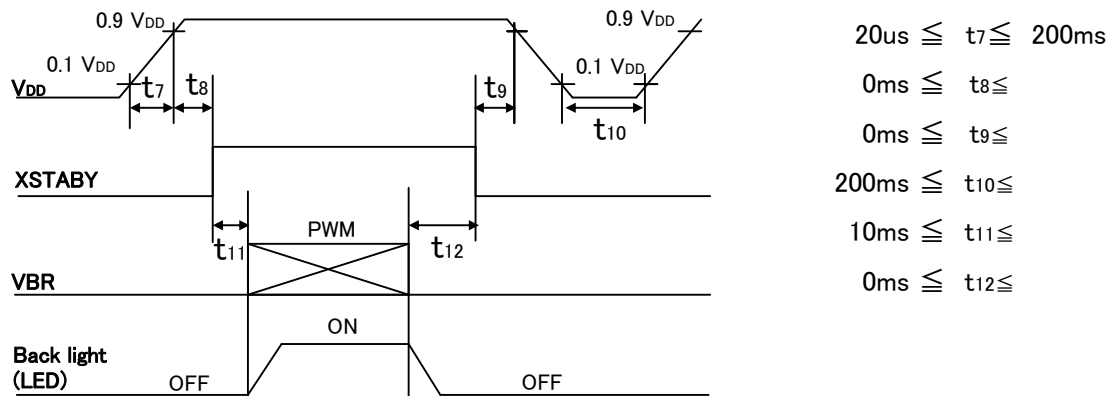 0.9 VDD
0.9 VDD
0.1 VDD
0.1 VDD
VDD
t7
t8
t9
t10
XSTABY
t11
PWM
t12
VBR
ON
Back light
(LED)
OFF
OFF
20us ≦ t7≦ 200ms
0ms ≦ t8≦
0ms ≦ t9≦
200ms ≦ t10≦
10ms ≦ t11≦
0ms ≦ t12≦